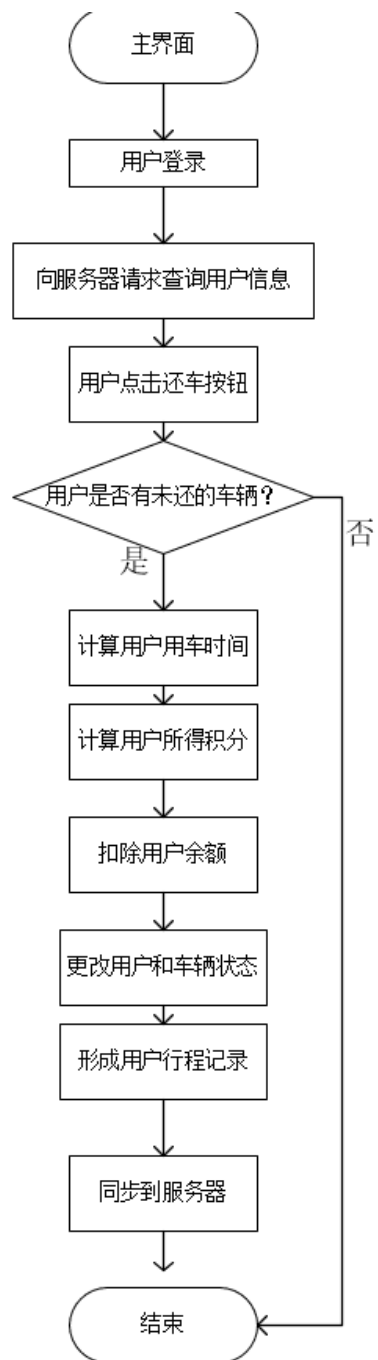 主界面
用户登录
向服务器请求查询用户信息
用户点击还车按钮
用户是否有未还的车辆?
否
是
计算用户用车时间
计算用户所得积分
扣除用户余额
更改用户和车辆状态
形成用户行程记录
同步到服务器
结束